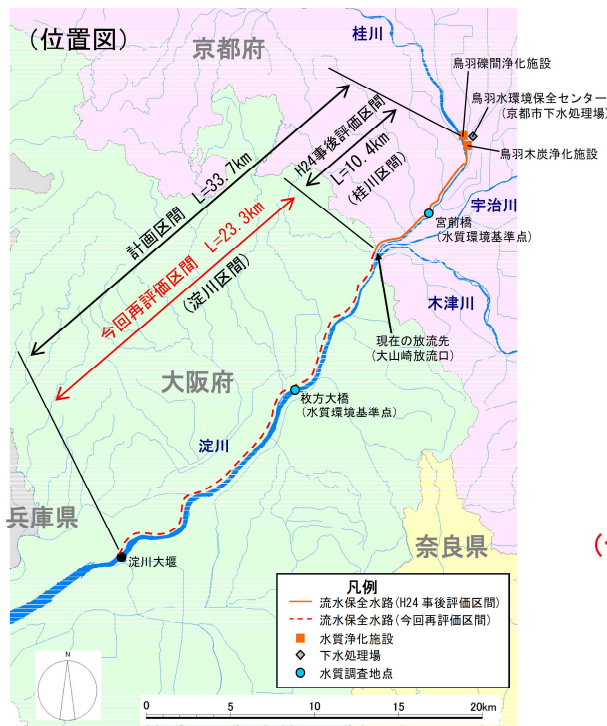 (位置図)
京都府
桂川
鳥羽礫間浄化施設
鳥羽水環境保全センター
(京都市下水処理場)
鳥羽木炭浄化施設
H24事後評価区間
L=10.4km
(桂川区間)
計画区間 L=33.7km
今回再評価区間 L=23.3km
(淀川区間)
宇治川
宮前橋
(水質環境基準点)
木津川
現在の放流先
(大山崎放流口)
大阪府
枚方大橋
(水質環境基準点)
淀川
兵庫県
奈良県
淀川大堰
凡例
流水保全水路(H24 事後評価区間)
流水保全水路(今回再評価区間)
水質浄化施設
下水処理場
水質調査地点
N
0 5 10 15 20km